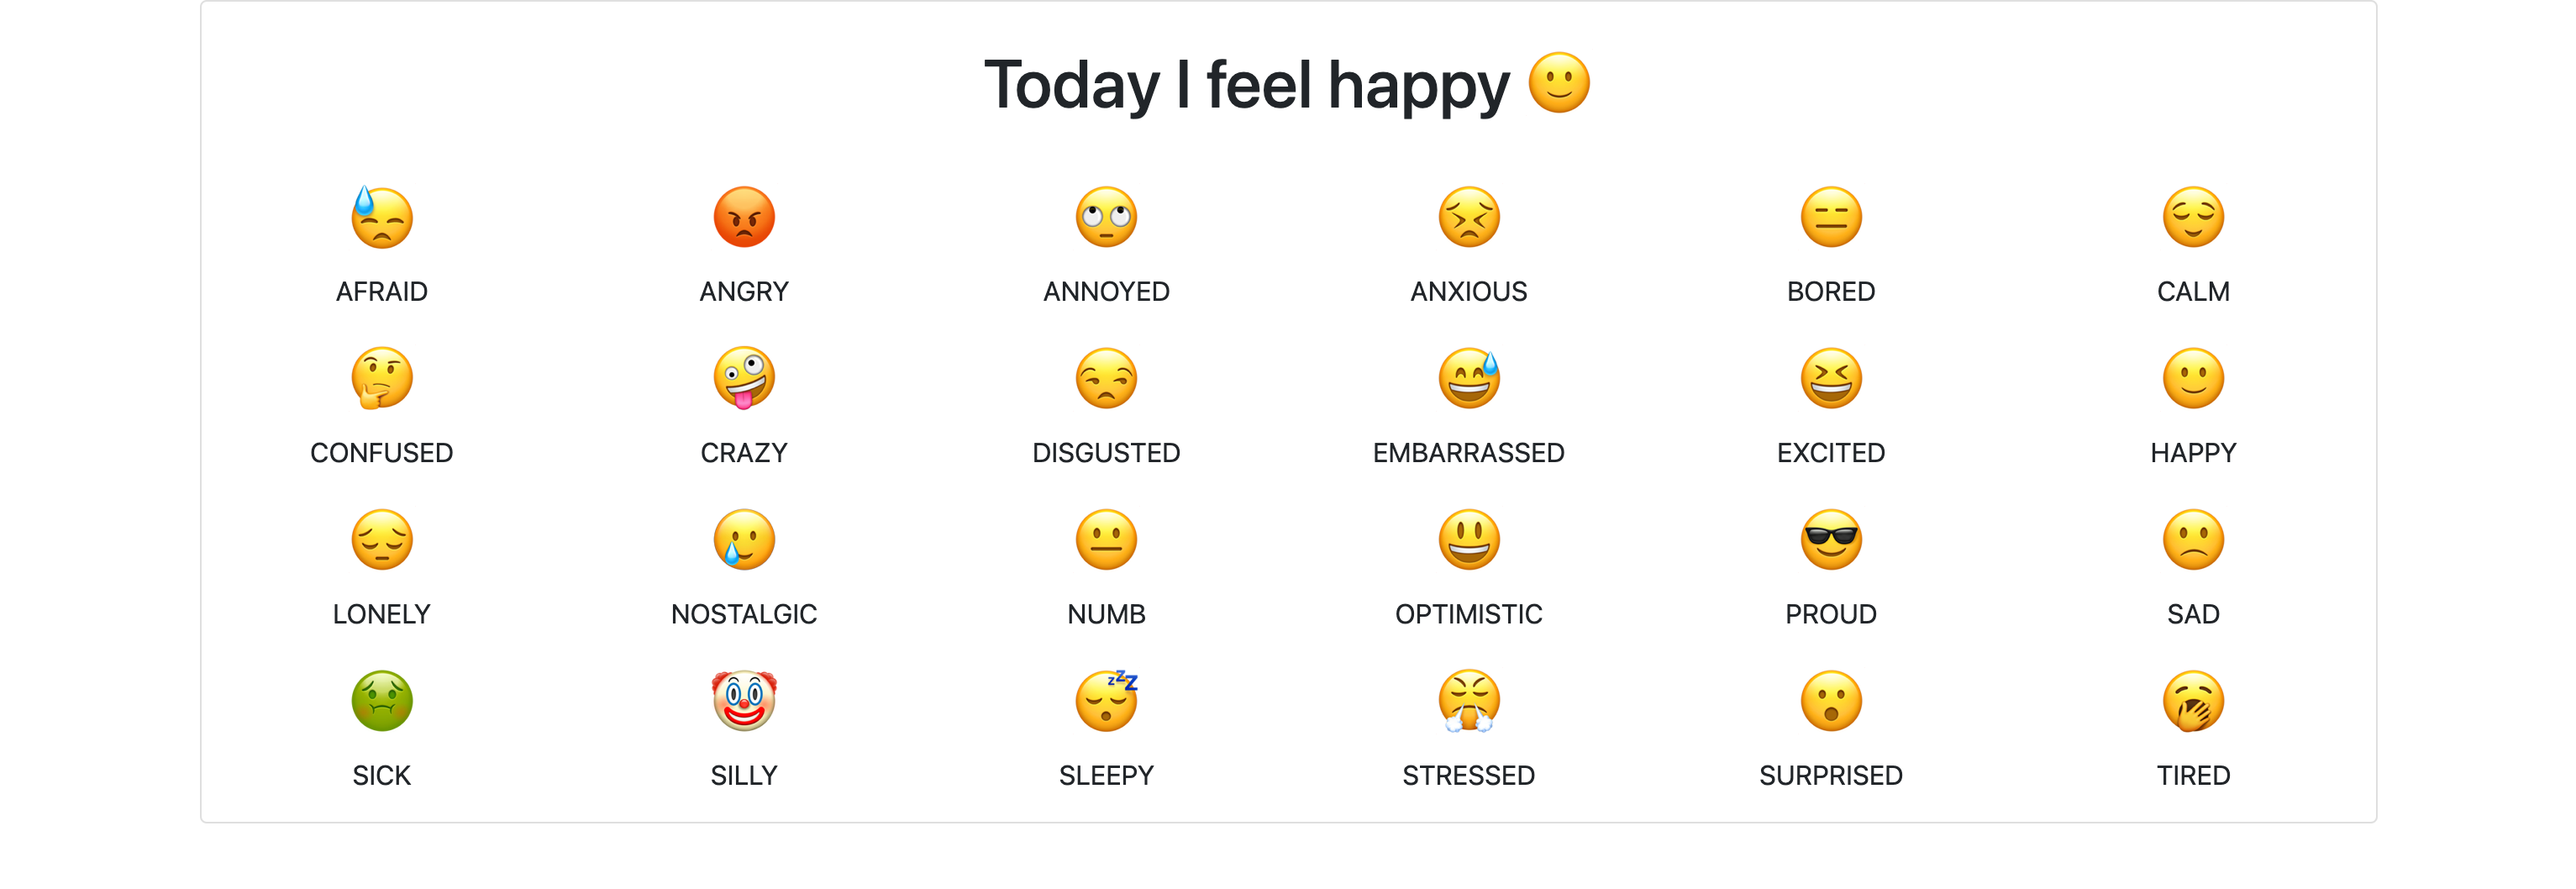 Today I feel happy 🙂
AFRAID ANGRY ANNOYED ANXIOUS BORED CALM
CONFUSED CRAZY DISGUSTED EMBARRASSED EXCITED HAPPY
LONELY NOSTALGIC NUMB OPTIMISTIC PROUD SAD
SICK SILLY SLEEPY STRESSED SURPRISED TIRED